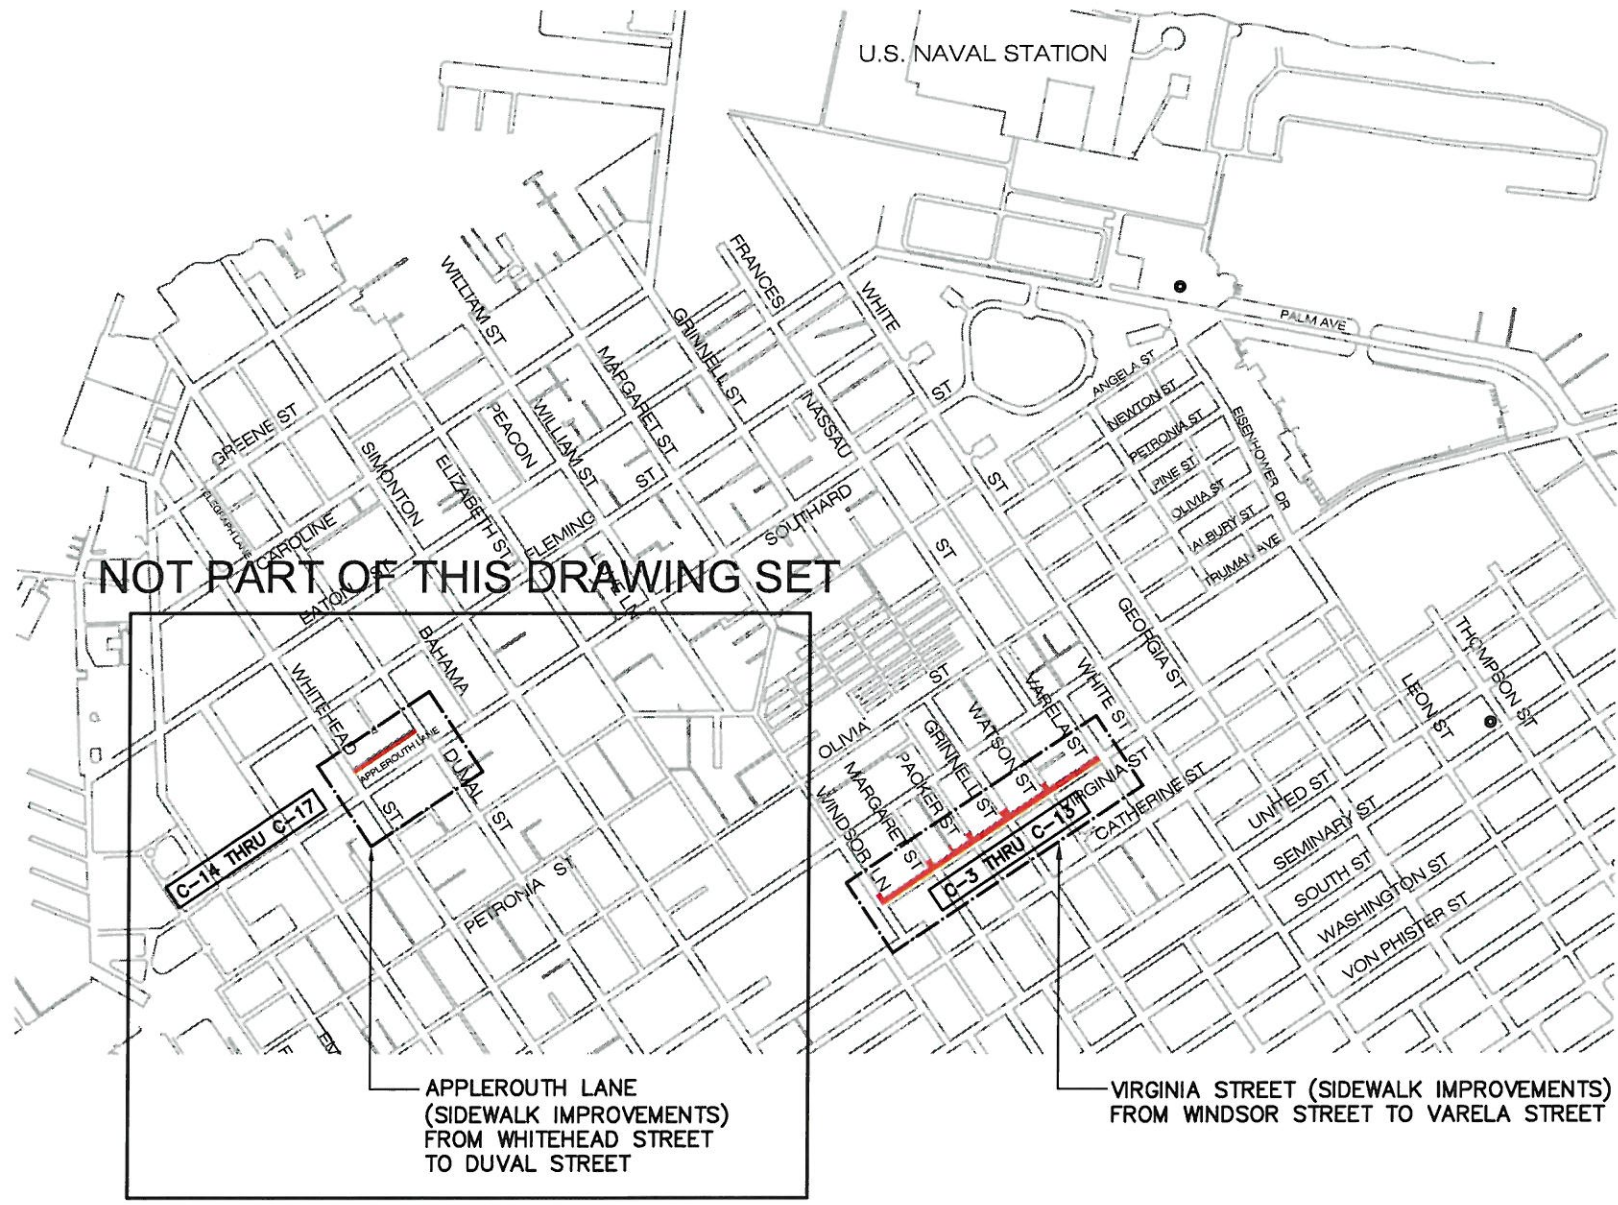 U.S. NAVAL STATION
FRANCES
WILLIAM ST
WHITE
PALM AVE
GRINNELL ST
MARGARET ST
ANGELA ST
ST
NEWTON ST
NASSAU
PEACON
WILLIAM ST
GREENE ST
PETRONIA ST
EISENHOWER DR
SIMONTON
ELIZABETH ST
PINE ST
ST
ST
OLIVIA ST
SOUTHARD
TELEGRAPH LANE
CAROLINE
FLEMING
ALBURY ST
ST
TRUMAN AVE
NOT PART OF THIS DRAWING SET
EATON
GEORGIA ST
THOMPSON ST
BAHAMA
WHITEHEAD
ST
VARELA ST
WHITE ST
LEON ST
WATSON ST
APPLEROUTH LANE
OLIVIA
GRINNELL ST
DUVAL ST
PACKER ST
MARGARET ST
VIRGINIA ST
WINDSOR LN
ST
CATHERINE ST
UNITED ST
C-14 THRU C-17
C-3 THRU C-13
SEMINARY ST
SOUTH ST
PETRONIA ST
WASHINGTON ST
VON PHISTER ST
APPLEROUTH LANE
(SIDEWALK IMPROVEMENTS)
FROM WHITEHEAD STREET
TO DUVAL STREET
VIRGINIA STREET (SIDEWALK IMPROVEMENTS)
FROM WINDSOR STREET TO VARELA STREET